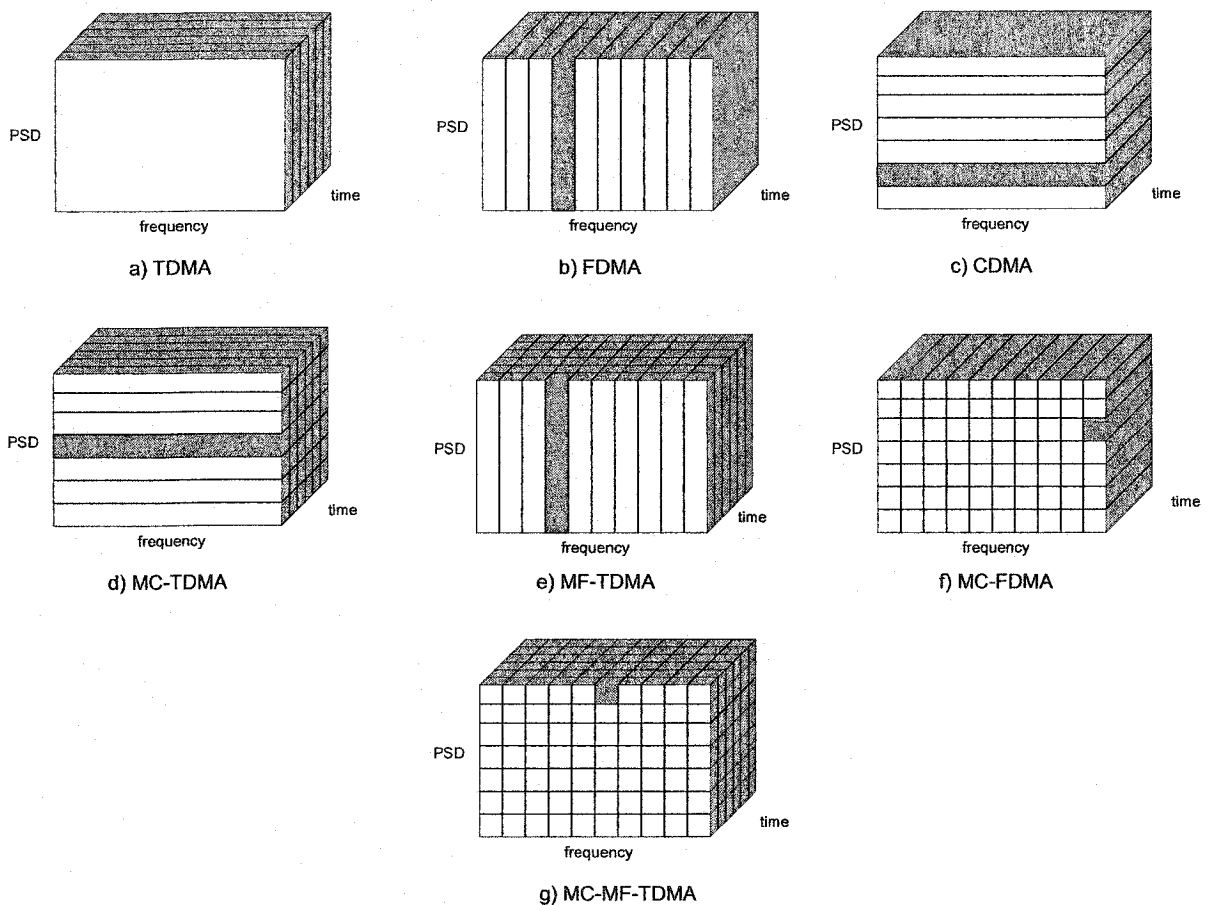 PSD
time
frequency
a) TDMA
PSD
time
frequency
b) FDMA
PSD
time
frequency
c) CDMA
PSD
time
frequency
d) MC-TDMA
PSD
time
frequency
e) MF-TDMA
PSD
time
frequency
f) MC-FDMA
PSD
time
frequency
g) MC-MF-TDMA